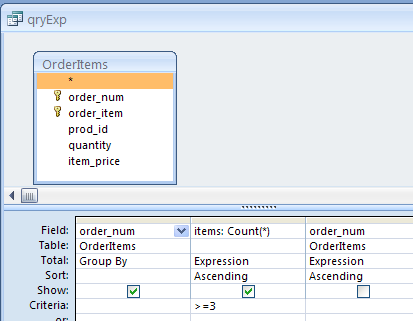 qryExp
OrderItems
*
order_num
order_item
prod_id
quantity
item_price
Field: order_num items: Count(*) order_num
Table: OrderItems OrderItems
Total: Group By Expression Expression
Sort: Ascending Ascending
Show:
Criteria: >=3
or: